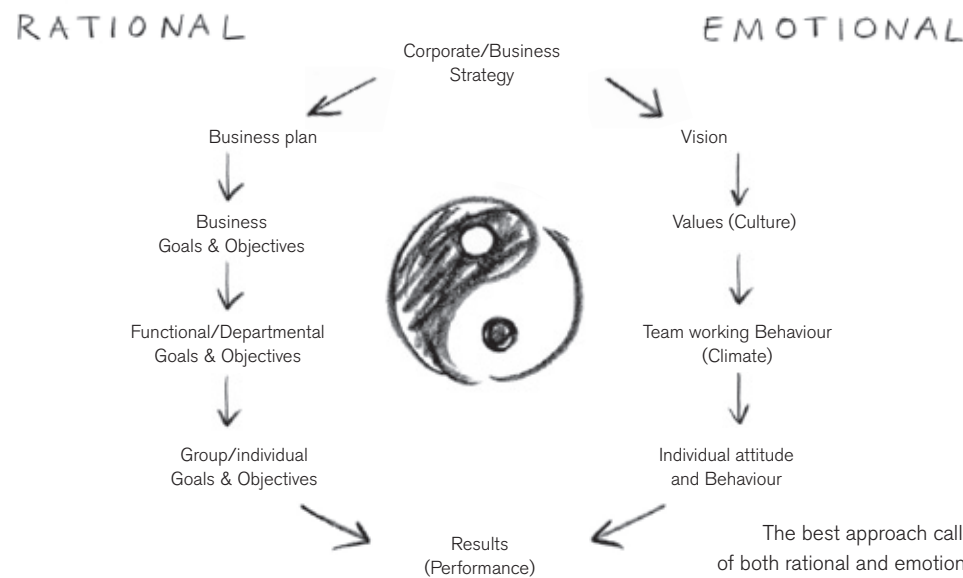 RATIONAL
EMOTIONAL
Corporate/Business
Strategy
Business plan
Vision
Business
Goals & Objectives
Values (Culture)
Functional/Departmental
Goals & Objectives
Team working Behaviour
(Climate)
Group/individual
Goals & Objectives
Individual attitude
and Behaviour
Results
(Performance)
The best approach call
of both rational and emotion